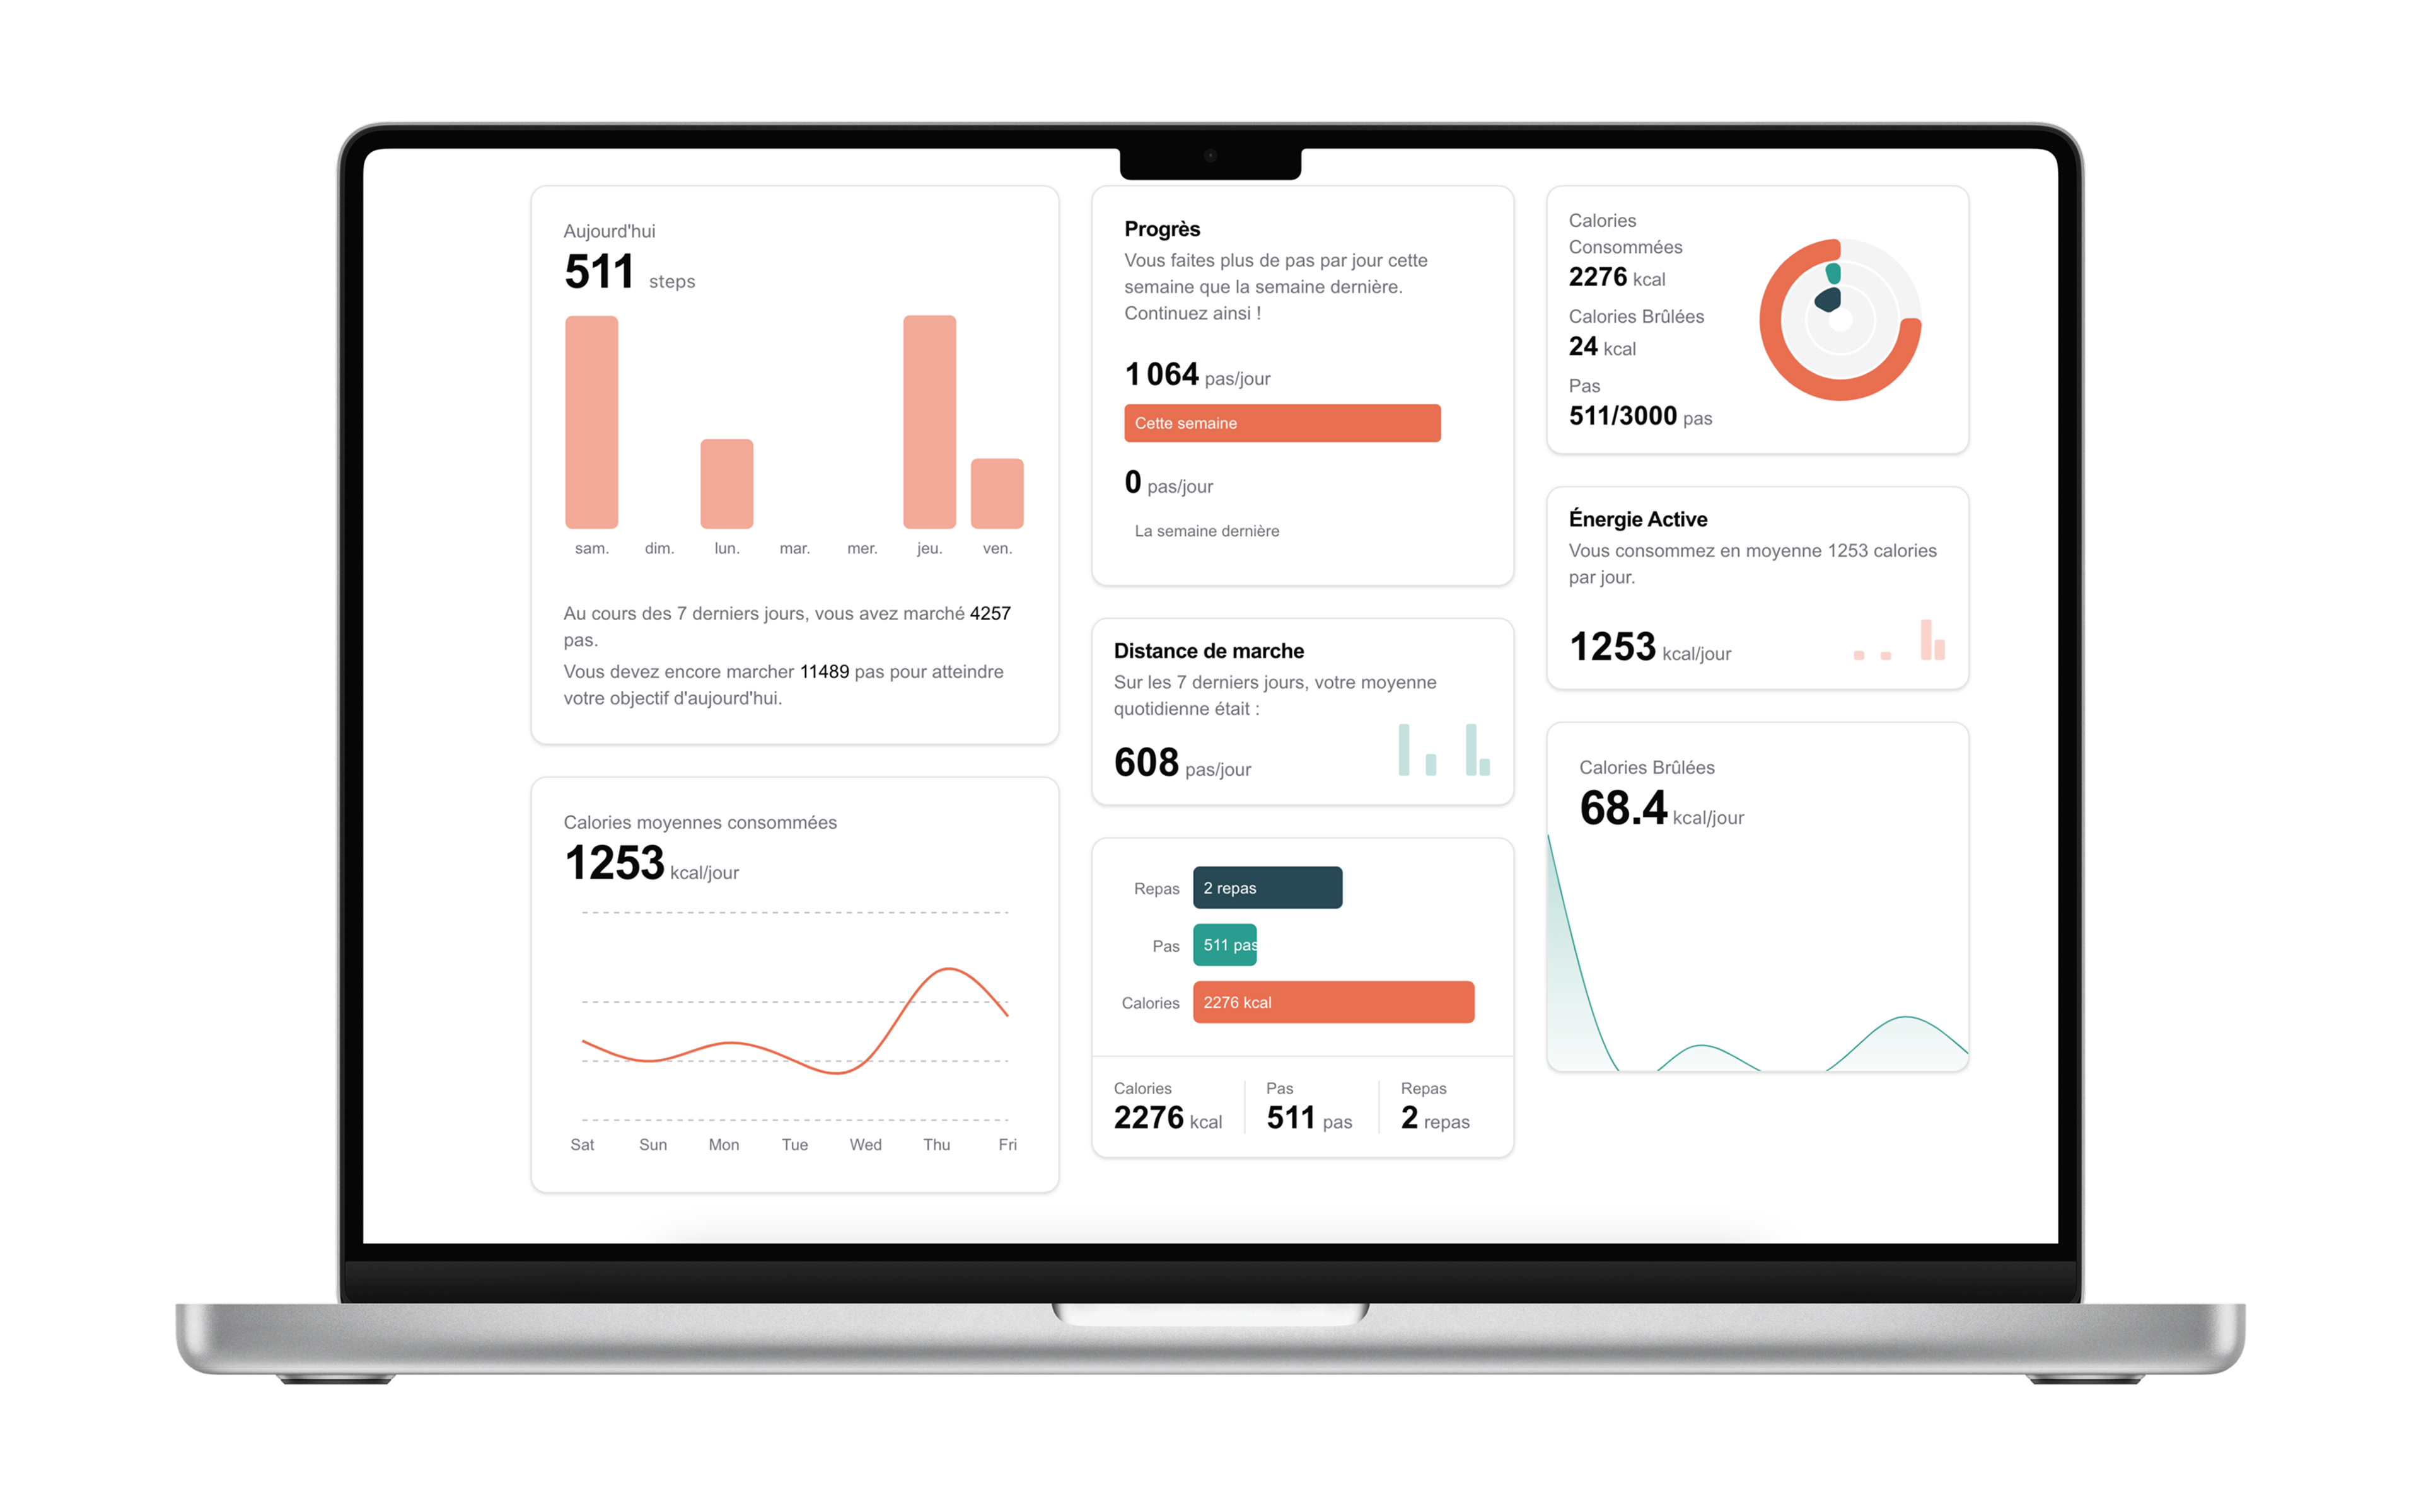 Aujourd'hui
511 steps
sam. dim. lun. mar. mer. jeu. ven.
Au cours des 7 derniers jours, vous avez marché 4257
pas.
Vous devez encore marcher 11489 pas pour atteindre
votre objectif d'aujourd'hui.
Calories moyennes consommées
1253 kcal/jour
Sat Sun Mon Tue Wed Thu Fri
Progrès
Vous faites plus de pas par jour cette
semaine que la semaine dernière.
Continuez ainsi !
1 064 pas/jour
Cette semaine
0 pas/jour
La semaine dernière
Distance de marche
Sur les 7 derniers jours, votre moyenne
quotidienne était :
608 pas/jour
Repas 2 repas
Pas 511 pas
Calories 2276 kcal
Calories Pas Repas
2276 kcal 511 pas 2 repas
Calories
Consommées
2276 kcal
Calories Brûlées
24 kcal
Pas
511/3000 pas
Énergie Active
Vous consommez en moyenne 1253 calories
par jour.
1253 kcal/jour
Calories Brûlées
68.4 kcal/jour